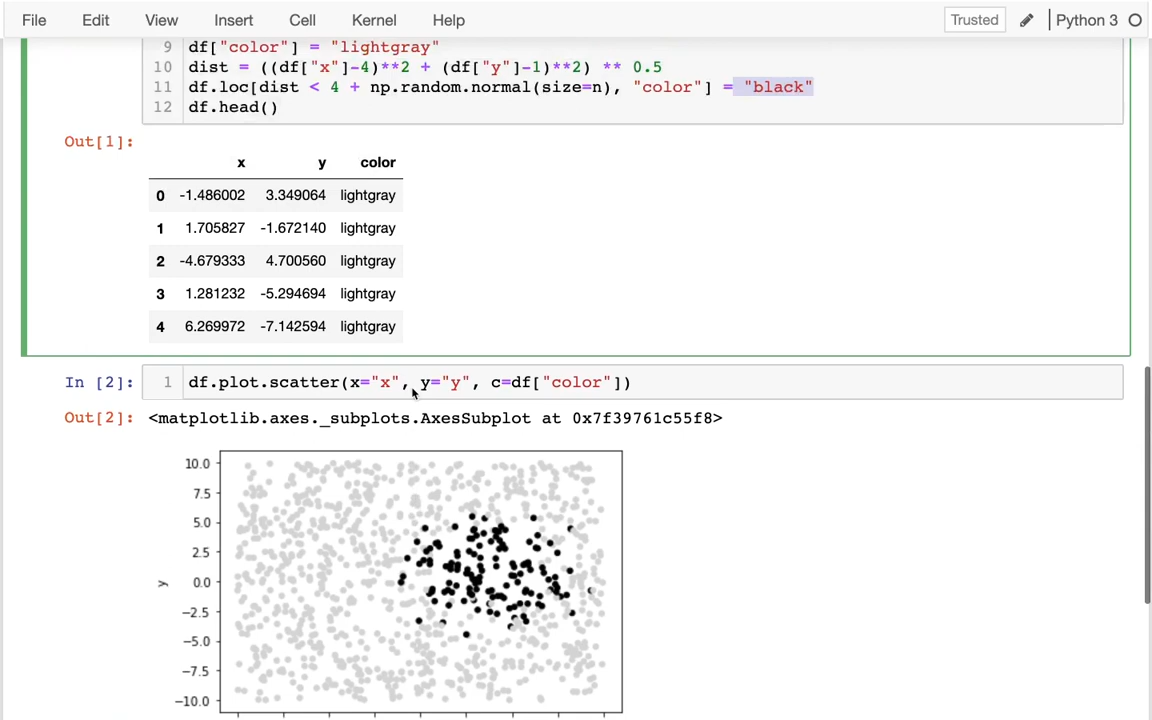 File Edit View Insert Cell Kernel Help Trusted Python 3
9 df["color"] = "lightgray"
10 dist = ((df["x"]-4)**2 + (df["y"]-1)**2) ** 0.5
11 df.loc[dist < 4 + np.random.normal(size=n), "color"] = "black"
12 df.head()
Out[1]:
x y color
0 -1.486002 3.349064 lightgray
1 1.705827 -1.672140 lightgray
2 -4.679333 4.700560 lightgray
3 1.281232 -5.294694 lightgray
4 6.269972 -7.142594 lightgray
In [2]: 1 df.plot.scatter(x="x", y="y", c=df["color"])
Out[2]: <matplotlib.axes._subplots.AxesSubplot at 0x7f39761c55f8>
10.0
7.5
5.0
2.5
0.0
y
−2.5
−5.0
−7.5
−10.0